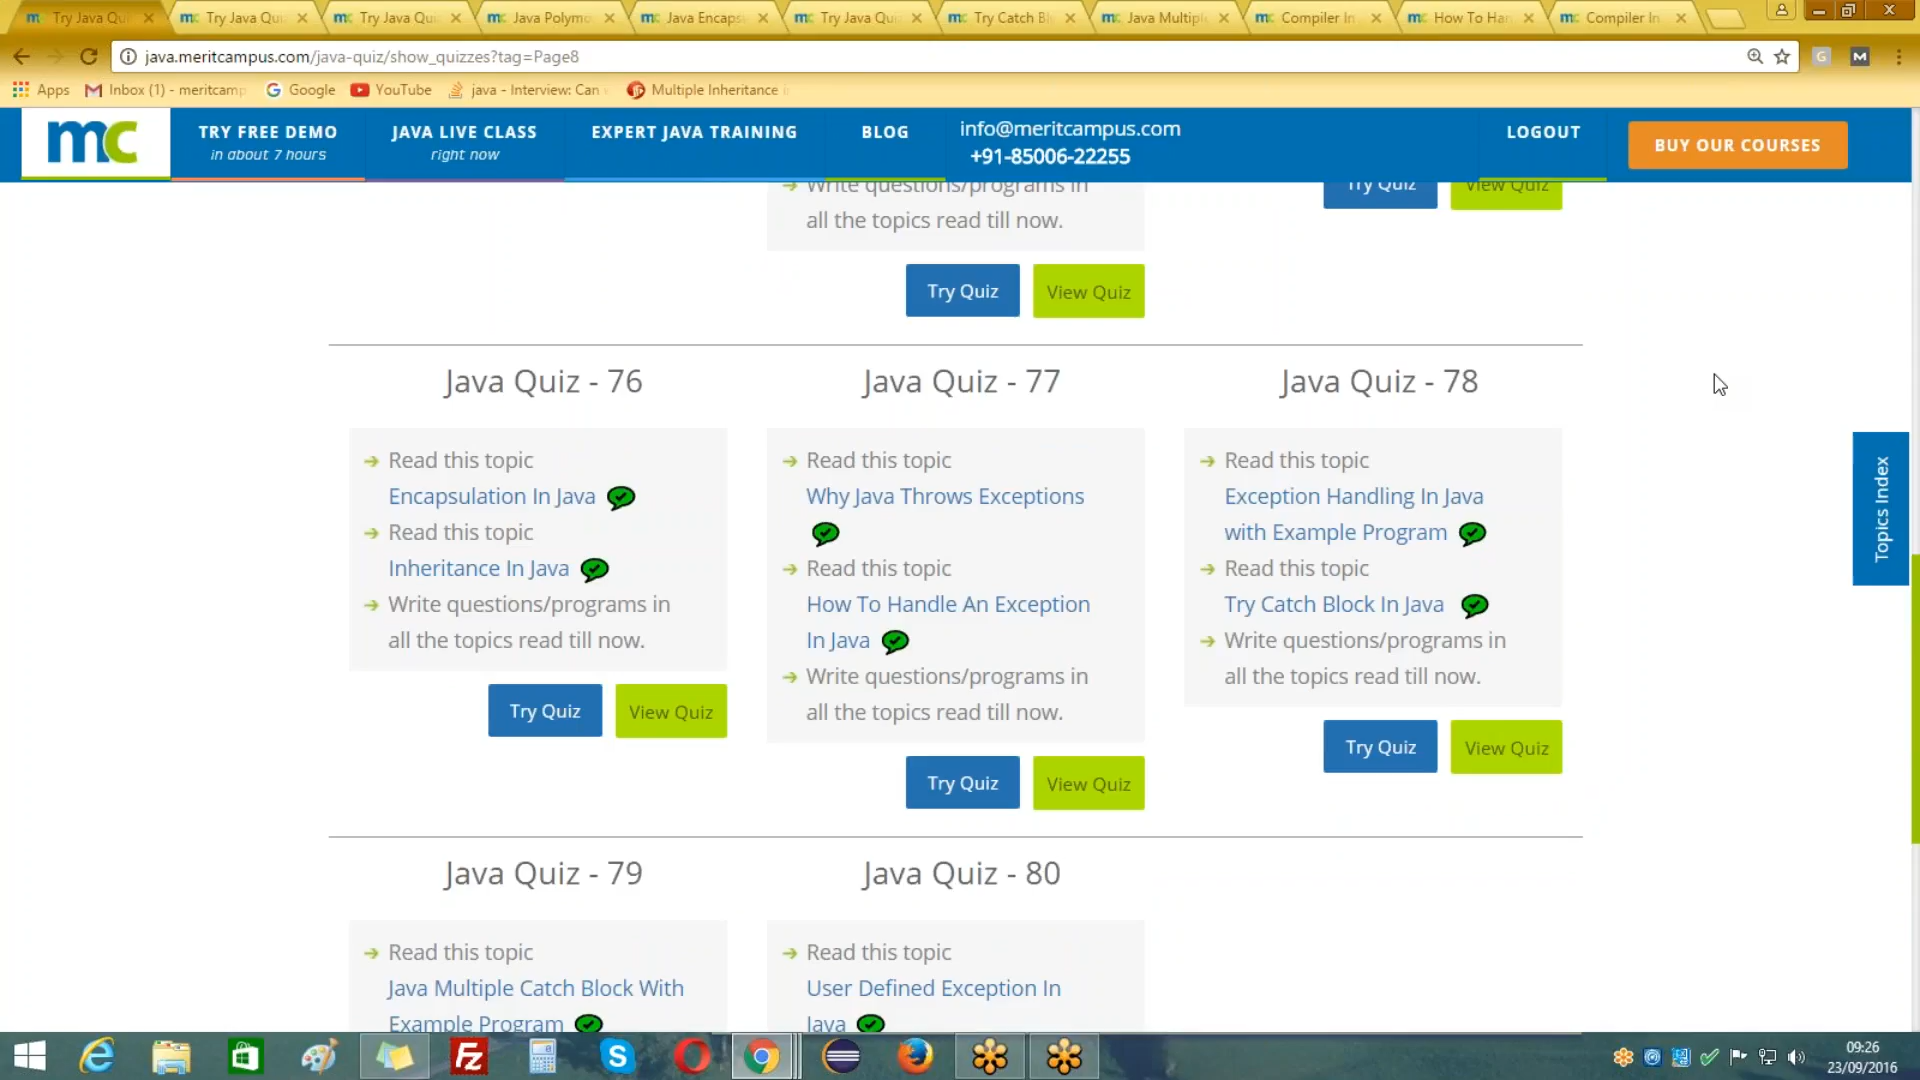 Try Java Qu
Try Java Qu
Try Java Qui
Java Polymo
Java Encaps
Try Java Qui
Try Catch Bl
Java Multipl
Compiler In
How To Han
Compiler In
java.meritcampus.com/java-quiz/show_quizzes?tag=Page8
Apps
Inbox (1) - meritcamp
Google
YouTube
java - Interview: Can
Multiple Inheritance i
mc
TRY FREE DEMO
in about 7 hours
JAVA LIVE CLASS
right now
EXPERT JAVA TRAINING
BLOG
info@meritcampus.com
+91-85006-22255
LOGOUT
BUY OUR COURSES
Write questions/programs in
all the topics read till now.
Try Quiz
View Quiz
Try Quiz
View Quiz
Java Quiz - 76
Read this topic
Encapsulation In Java
Read this topic
Inheritance In Java
Write questions/programs in
all the topics read till now.
Try Quiz
View Quiz
Java Quiz - 77
Read this topic
Why Java Throws Exceptions
Read this topic
How To Handle An Exception
In Java
Write questions/programs in
all the topics read till now.
Try Quiz
View Quiz
Java Quiz - 78
Read this topic
Exception Handling In Java
with Example Program
Read this topic
Try Catch Block In Java
Write questions/programs in
all the topics read till now.
Try Quiz
View Quiz
Topics Index
Java Quiz - 79
Read this topic
Java Multiple Catch Block With
Example Program
Java Quiz - 80
Read this topic
User Defined Exception In
Java
09:26
23/09/2016